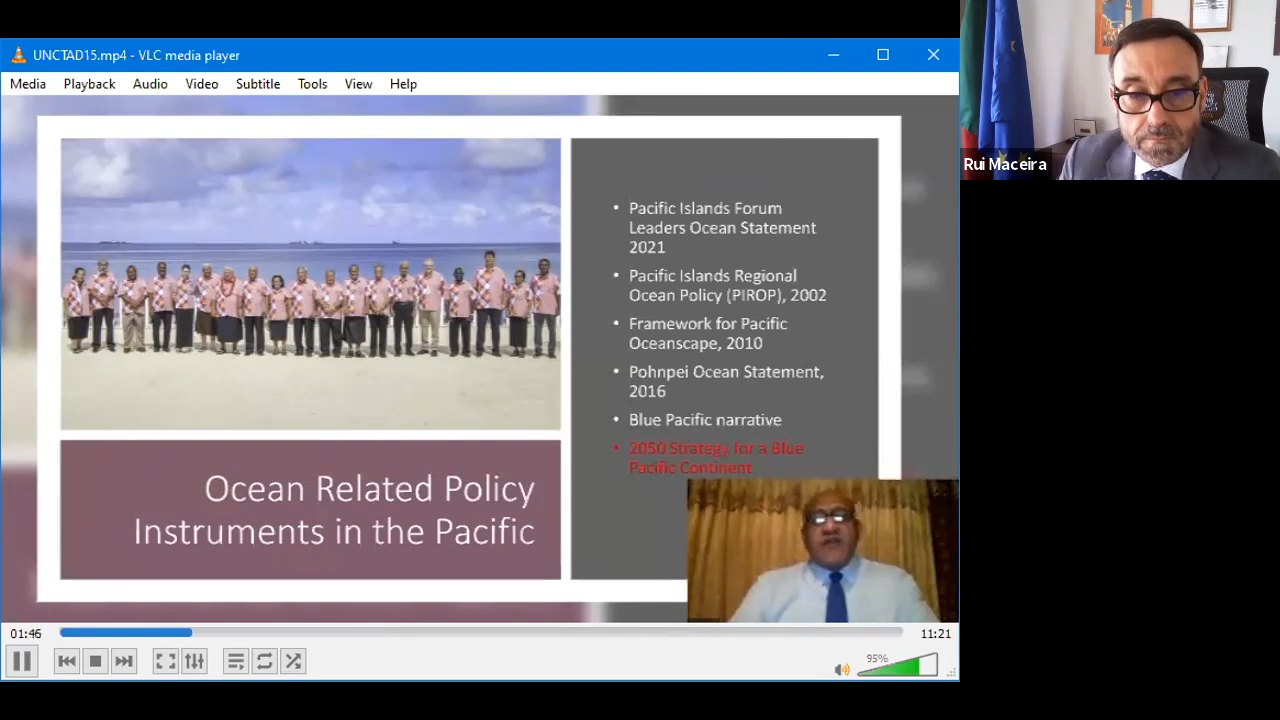 UNCTAD15.mp4 - VLC media player
Media Playback Audio Video Subtitle Tools View Help
• Pacific Islands Forum
Leaders Ocean Statement
2021
• Pacific Islands Regional
Ocean Policy (PIROP), 2002
• Framework for Pacific
Oceanscape, 2010
• Pohnpei Ocean Statement,
2016
• Blue Pacific narrative
• 2050 Strategy for a Blue
Pacific Continent
Ocean Related Policy
Instruments in the Pacific
01:46
11:21
95%
Rui Maceira